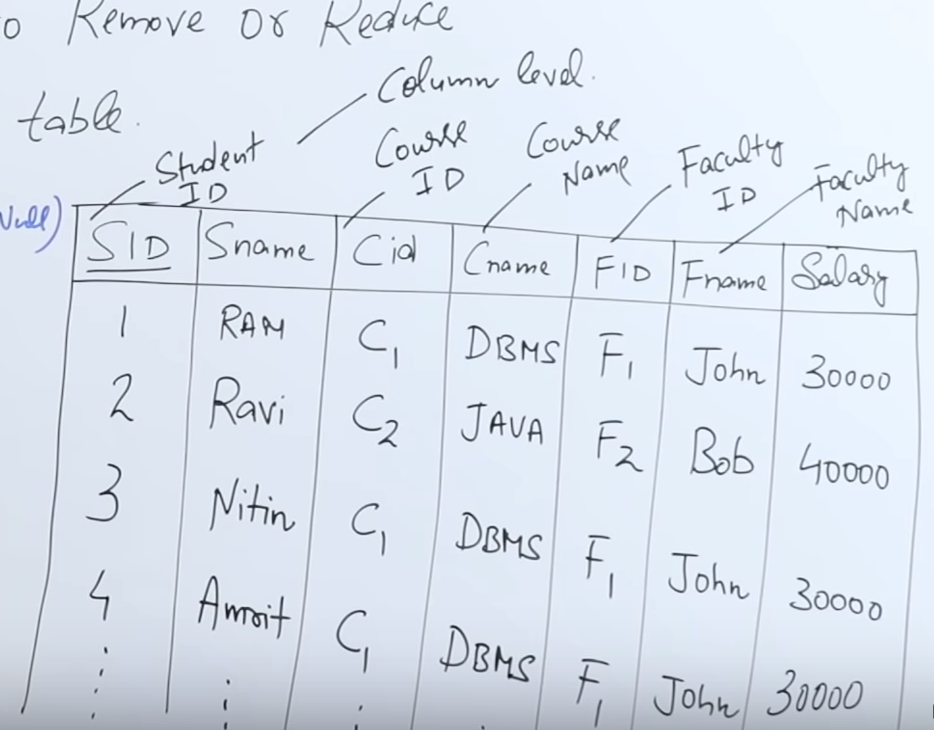 o Remove or Reduce
table.
Column level.
Student ID
Course ID
Course Name
Faculty ID
Faculty Name
Null)
SID Sname Cid Cname FID Fname Salary
1 RAM C1 DBMS F1 John 30000
2 Ravi C2 JAVA F2 Bob 40000
3 Nitin C1 DBMS F1 John 30000
4 Amrit C1 DBMS F1 John 30000